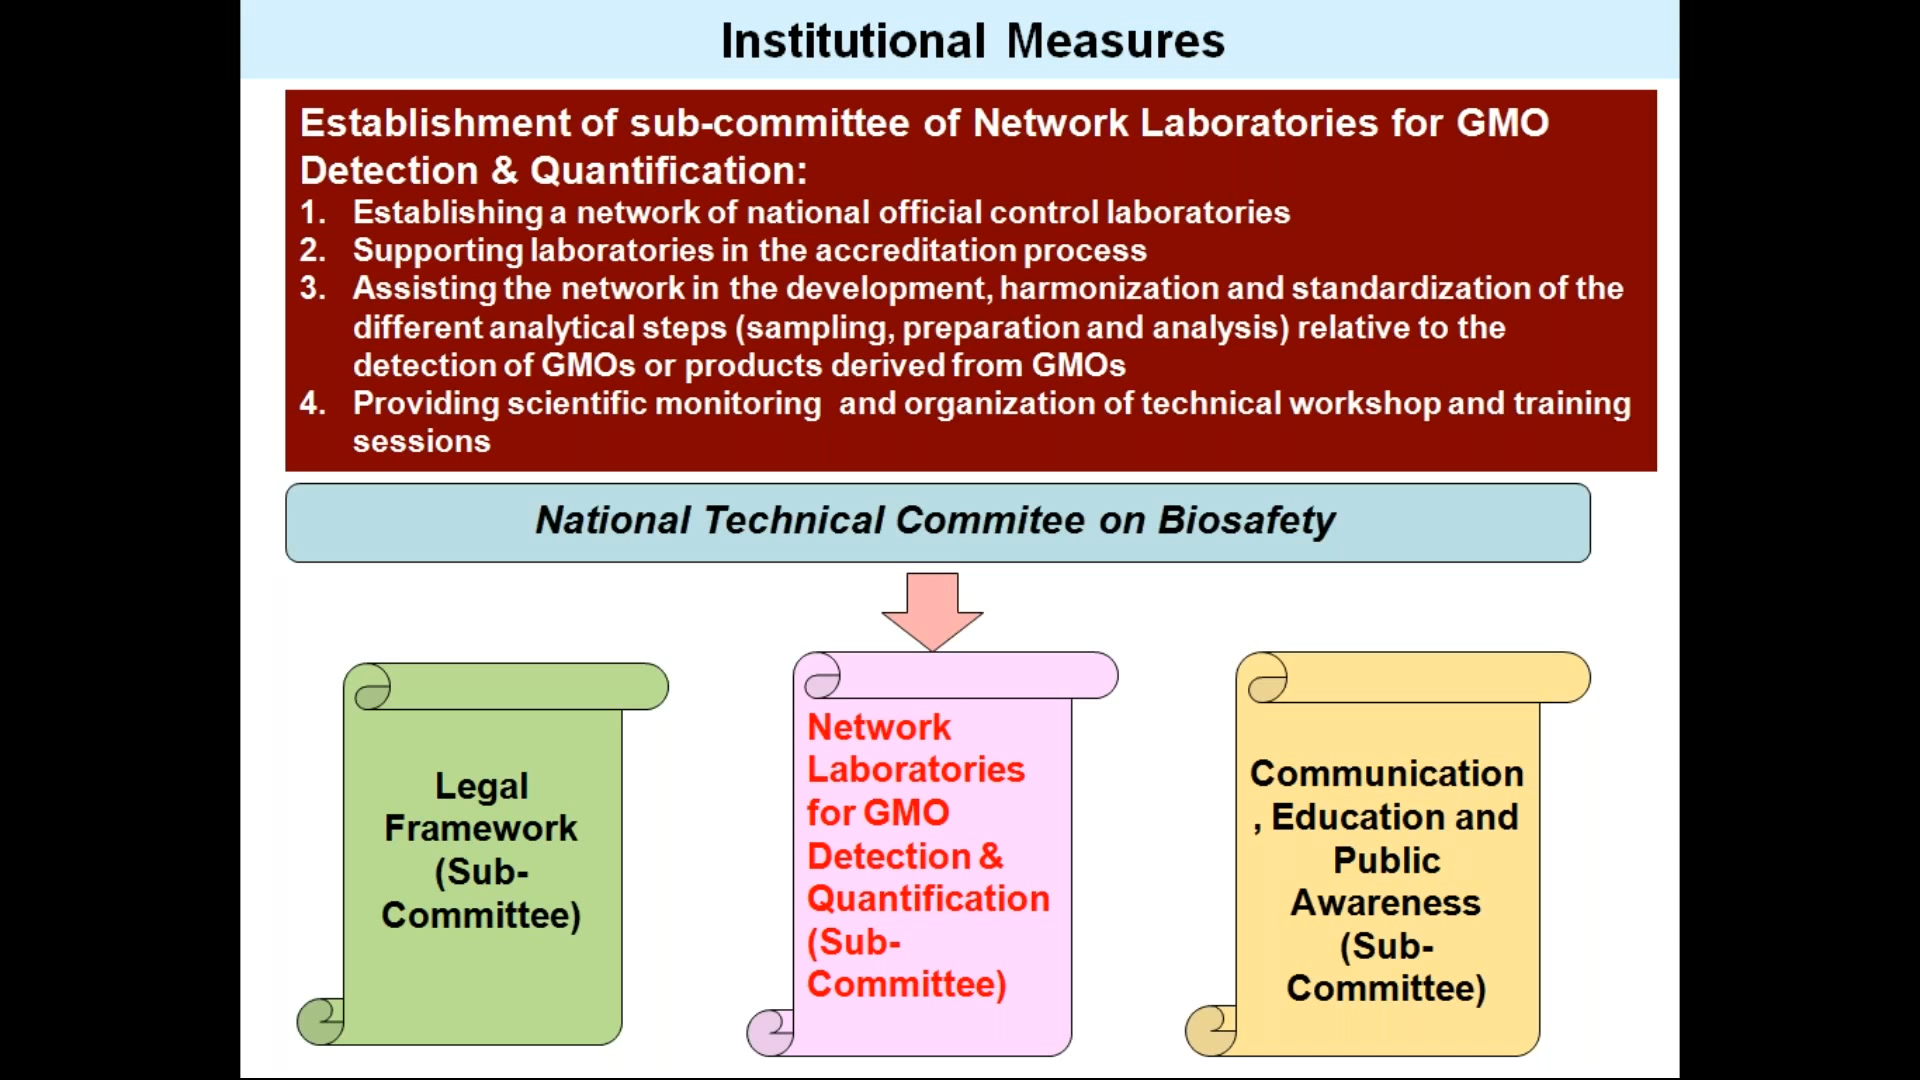 Institutional Measures
Establishment of sub-committee of Network Laboratories for GMO
Detection & Quantification:
1. Establishing a network of national official control laboratories
2. Supporting laboratories in the accreditation process
3. Assisting the network in the development, harmonization and standardization of the
different analytical steps (sampling, preparation and analysis) relative to the
detection of GMOs or products derived from GMOs
4. Providing scientific monitoring and organization of technical workshop and training
sessions
National Technical Commitee on Biosafety
Legal
Framework
(Sub-
Committee)
Network
Laboratories
for GMO
Detection &
Quantification
(Sub-
Committee)
Communication
, Education and
Public
Awareness
(Sub-
Committee)